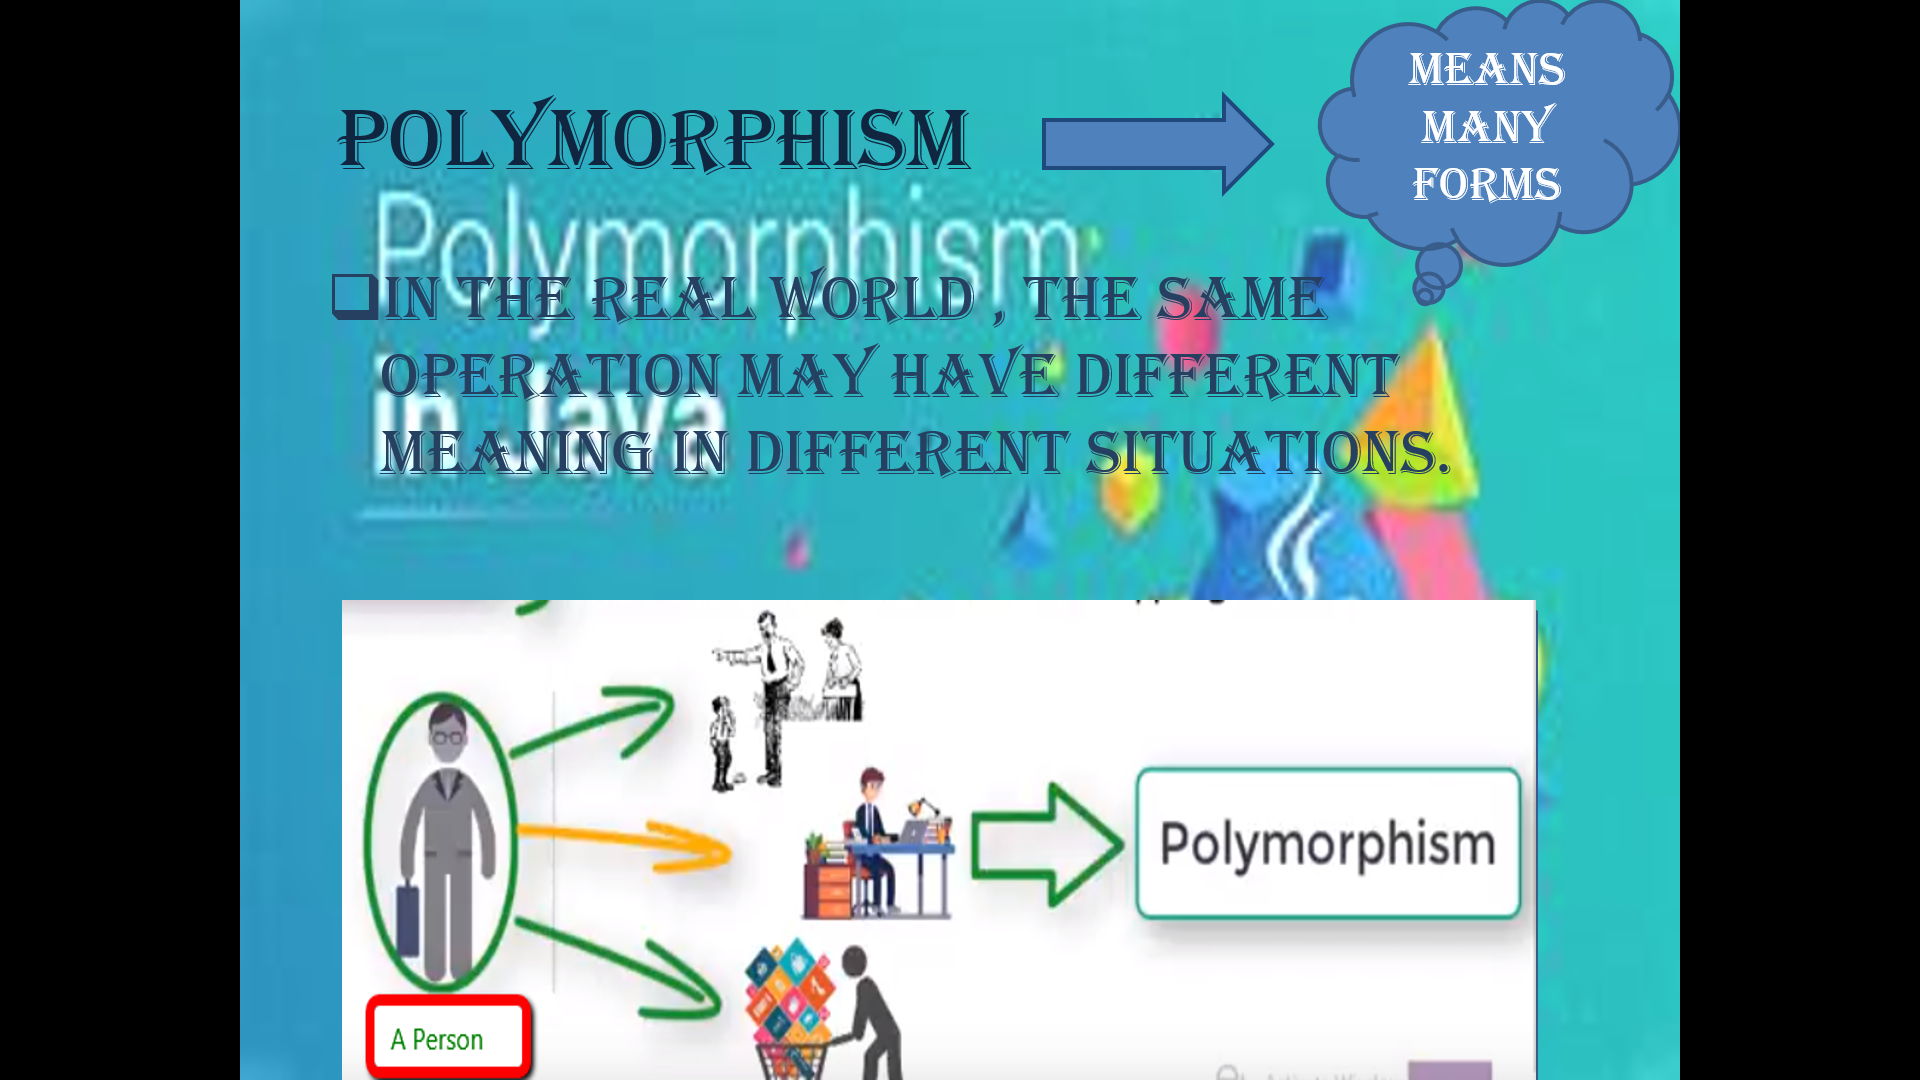 POLYMORPHISM
MEANS
MANY
FORMS
Polymorphism
in Java
IN THE REAL WORLD , THE SAME
OPERATION MAY HAVE DIFFERENT
MEANING IN DIFFERENT SITUATIONS.
Polymorphism
A Person